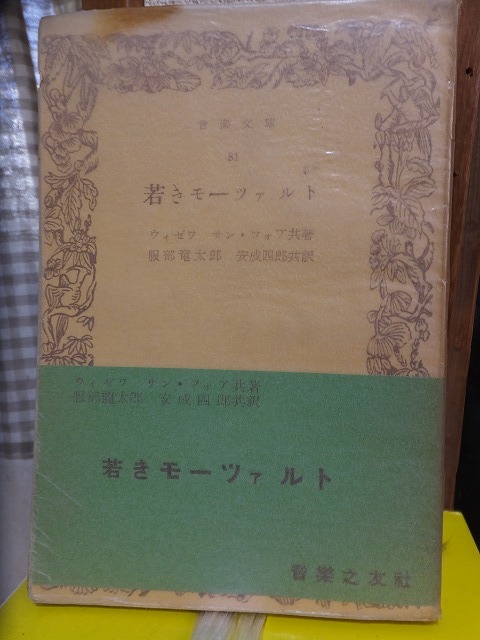 音楽文庫
81
若きモーツァルト
ウィゼワ サン・フォア共著
服部竜太郎 安成四郎共訳
ウィゼワ サン・フォア共著
服部龍太郎 安成四郎共訳
若きモーツァルト
音楽之友社